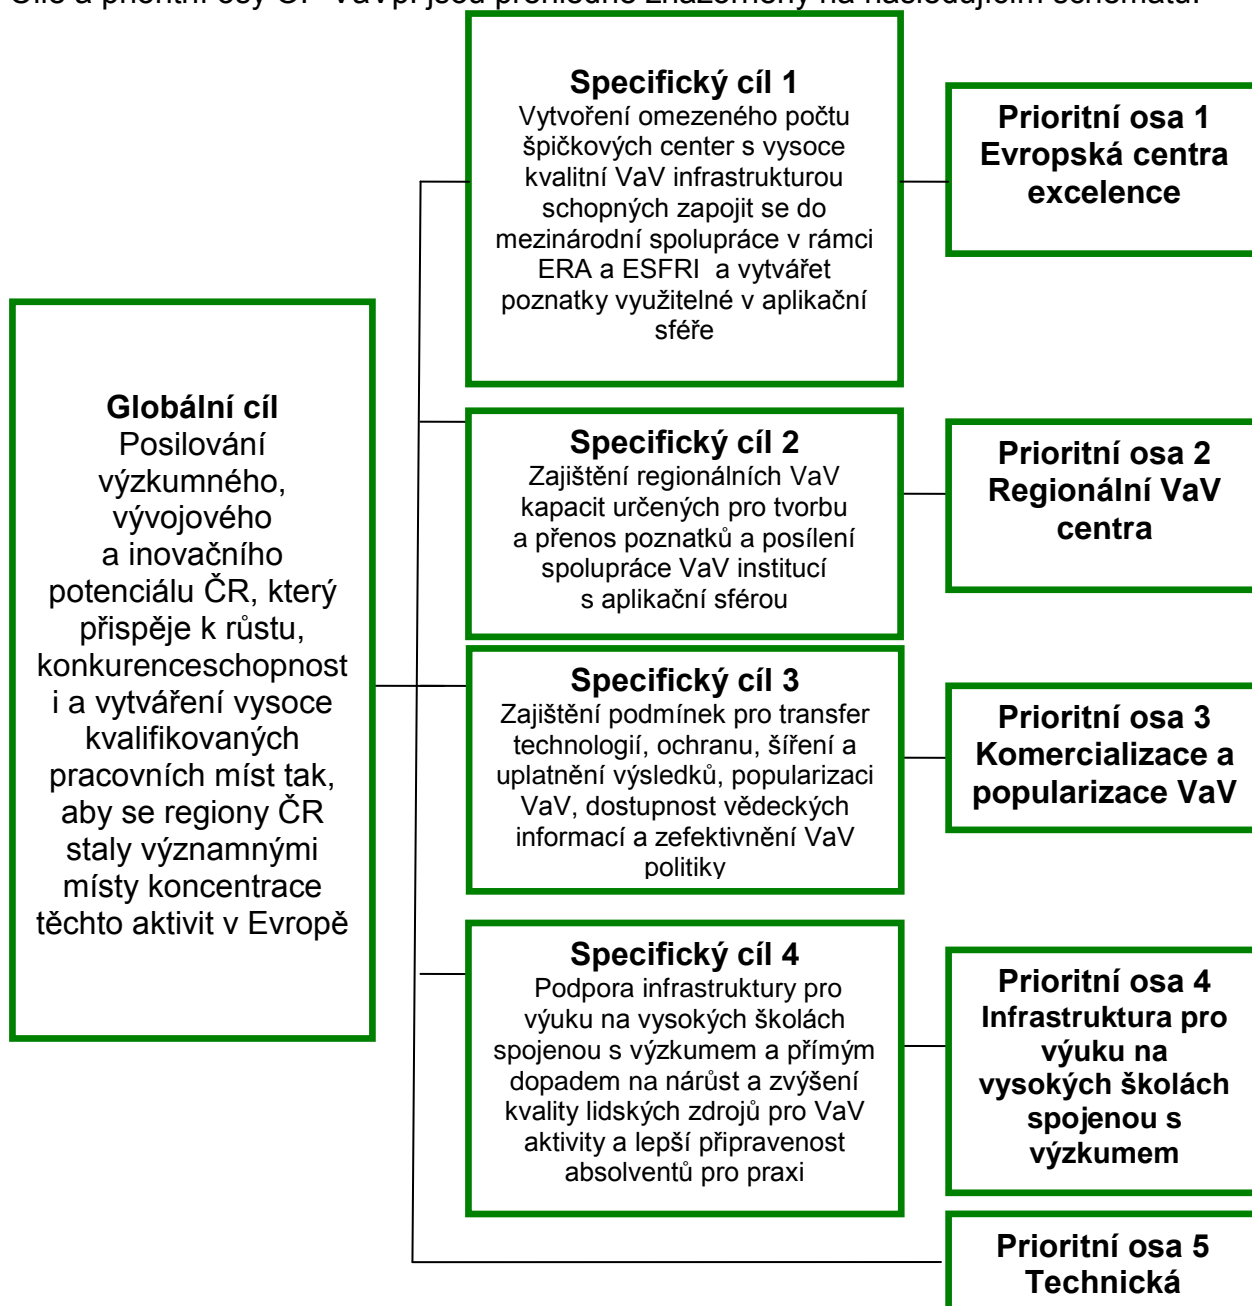 Globální cíl
Posilování
výzkumného,
vývojového
a inovačního
potenciálu ČR, který
přispěje k růstu,
konkurenceschopnost
i a vytváření vysoce
kvalifikovaných
pracovních míst tak,
aby se regiony ČR
staly významnými
místy koncentrace
těchto aktivit v Evropě
Specifický cíl 1
Vytvoření omezeného počtu
špičkových center s vysoce
kvalitní VaV infrastrukturou
schopných zapojit se do
mezinárodní spolupráce v rámci
ERA a ESFRI  a vytvářet
poznatky využitelné v aplikační
sféře
Prioritní osa 1
Evropská centra
excelence
Specifický cíl 2
Zajištění regionálních VaV
kapacit určených pro tvorbu
a přenos poznatků a posílení
spolupráce VaV institucí
s aplikační sférou
Prioritní osa 2
Regionální VaV
centra
Specifický cíl 3
Zajištění podmínek pro transfer
technologií, ochranu, šíření a
uplatnění výsledků, popularizaci
VaV, dostupnost vědeckých
informací a zefektivnění VaV
politiky
Prioritní osa 3
Komercializace a
popularizace VaV
Specifický cíl 4
Podpora infrastruktury pro
výuku na vysokých školách
spojenou s výzkumem a přímým
dopadem na nárůst a zvýšení
kvality lidských zdrojů pro VaV
aktivity a lepší připravenost
absolventů pro praxi
Prioritní osa 4
Infrastruktura pro
výuku na
vysokých školách
spojenou s
výzkumem
Prioritní osa 5
Technická